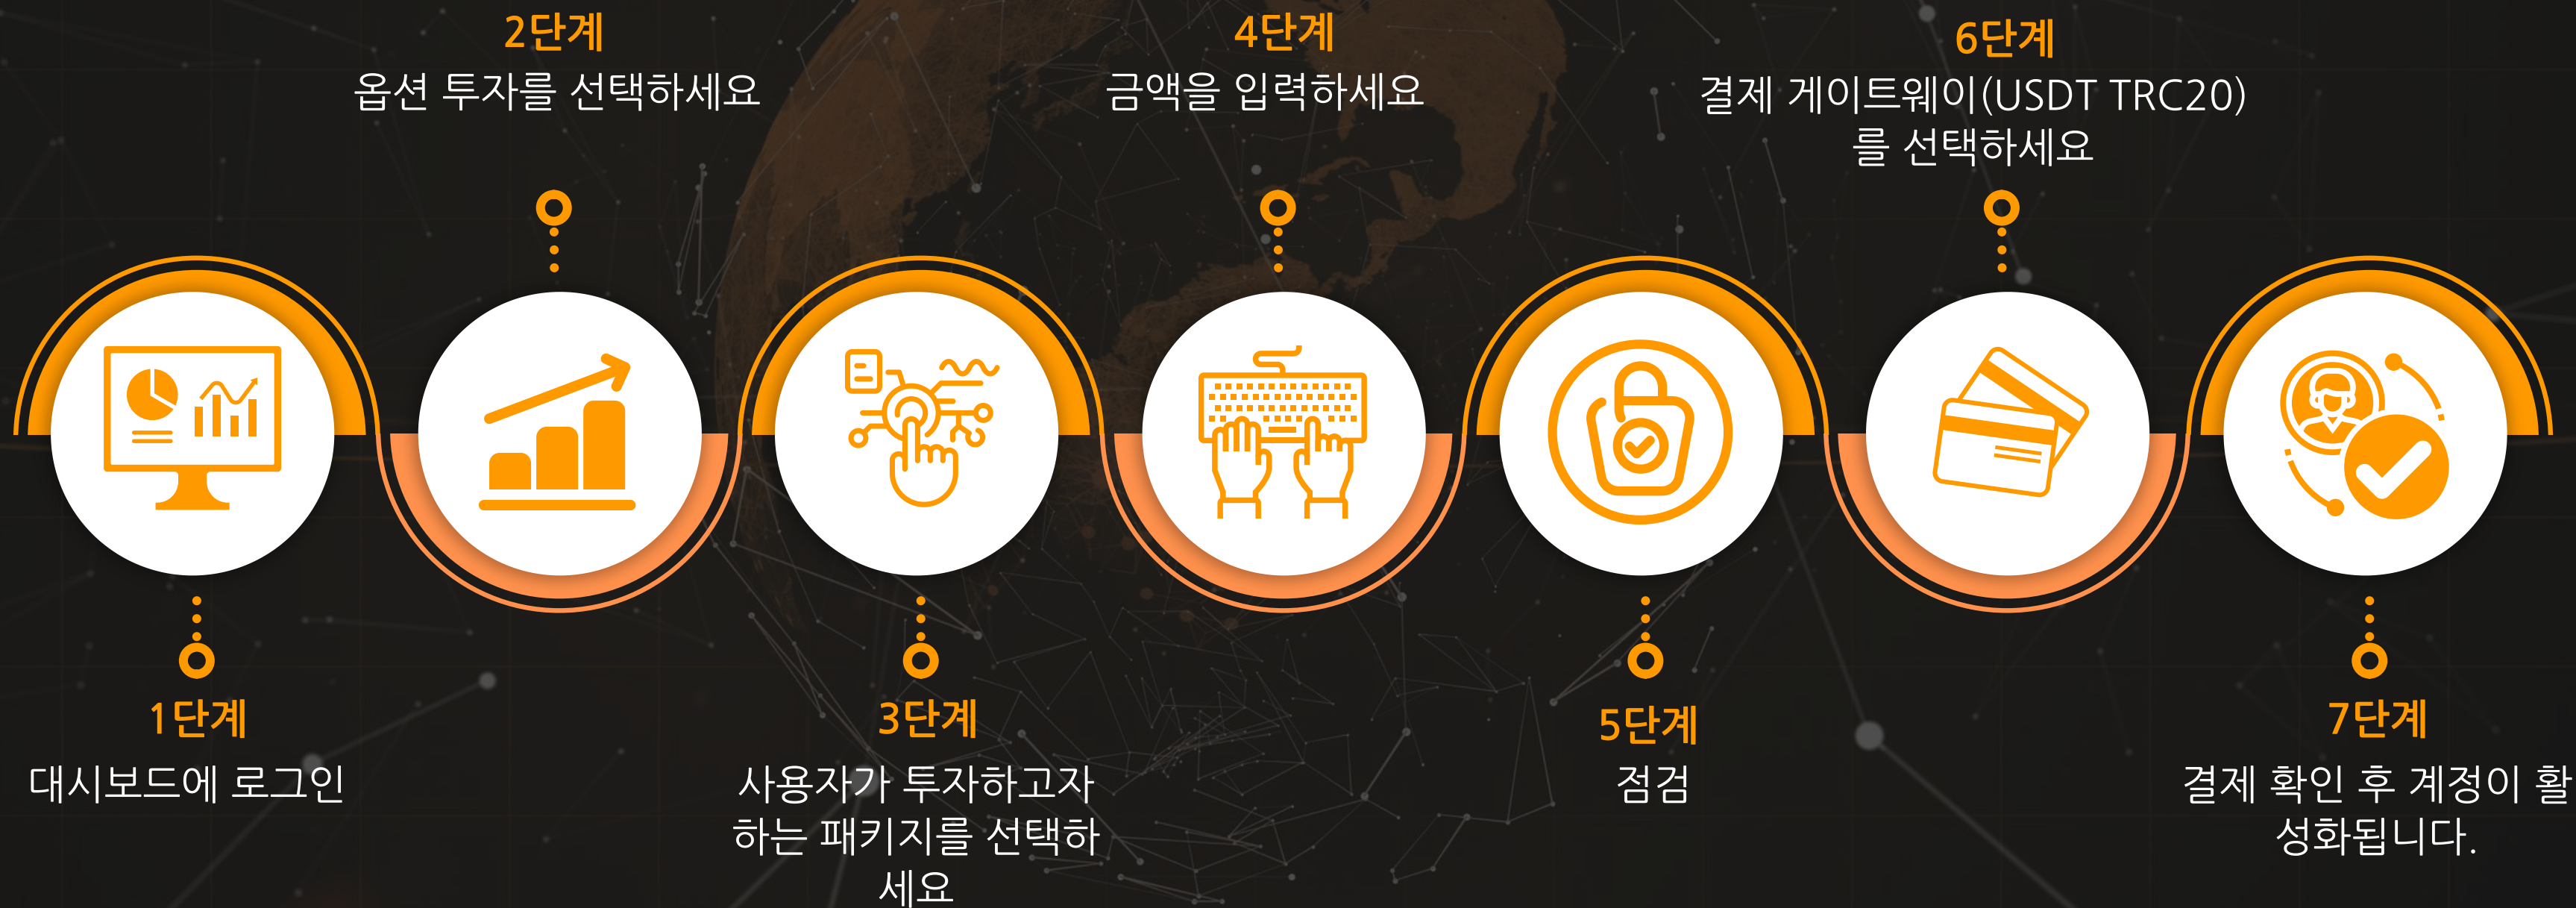 1단계
대시보드에 로그인
2단계
옵션 투자를 선택하세요
3단계
사용자가 투자하고자
하는 패키지를 선택하
세요
4단계
금액을 입력하세요
5단계
점검
6단계
결제 게이트웨이(USDT TRC20)
를 선택하세요
7단계
결제 확인 후 계정이 활
성화됩니다.